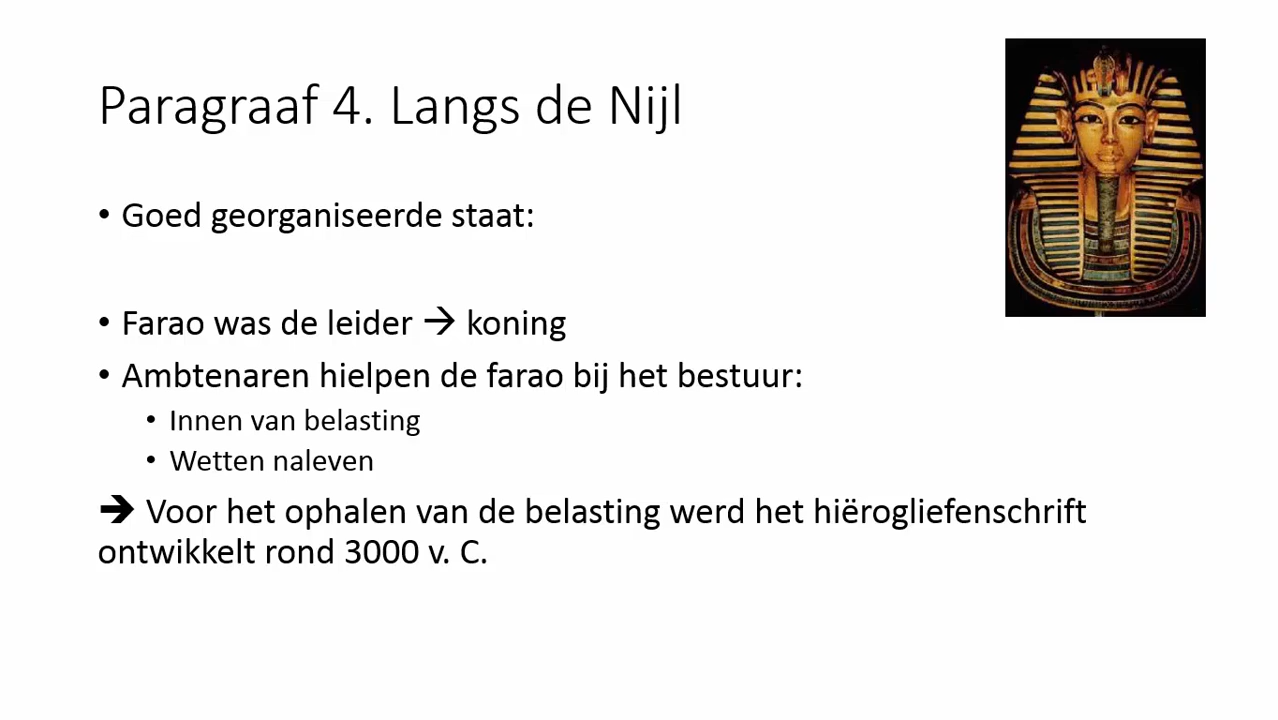 Paragraaf 4. Langs de Nijl
• Goed georganiseerde staat:
• Farao was de leider → koning
• Ambtenaren hielpen de farao bij het bestuur:
• Innen van belasting
• Wetten naleven
➔ Voor het ophalen van de belasting werd het hiërogliefenschrift
ontwikkelt rond 3000 v. C.